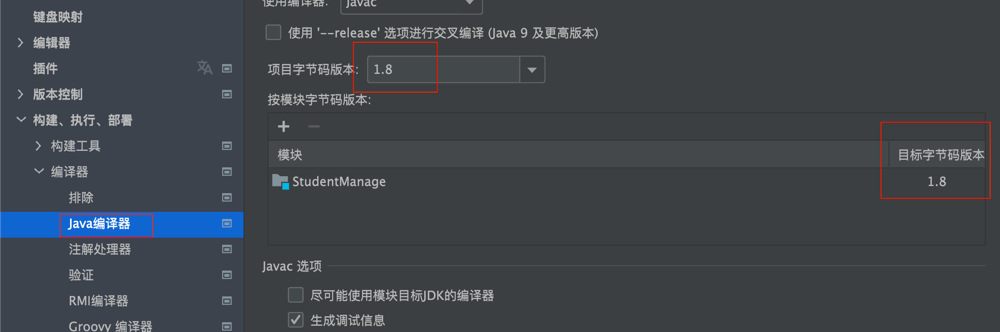 键盘映射
编辑器
插件
版本控制
构建、执行、部署
构建工具
编译器
排除
Java编译器
注解处理器
验证
RMI编译器
Groovy 编译器
使用编译器: Javac
使用 '--release' 选项进行交叉编译 (Java 9 及更高版本)
项目字节码版本: 1.8
按模块字节码版本:
模块 目标字节码版本
StudentManage 1.8
Javac 选项
尽可能使用模块目标JDK的编译器
生成调试信息